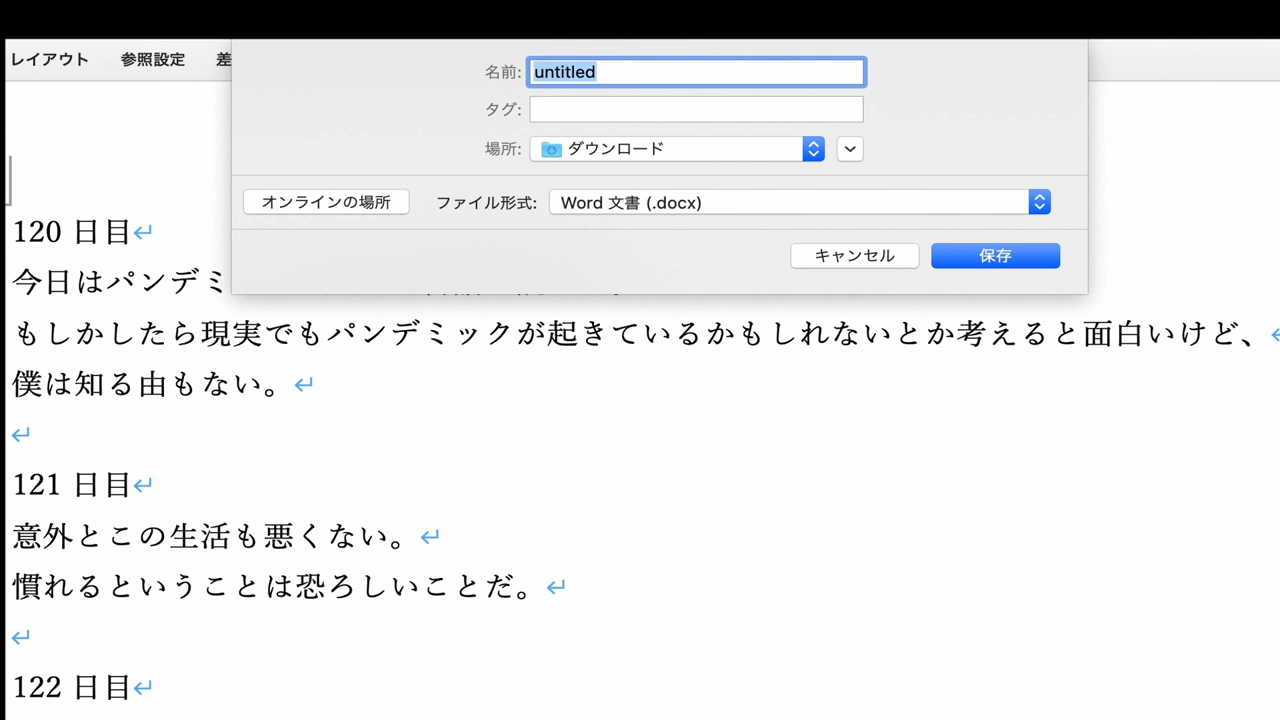 レイアウト 参照設定 差
名前: untitled
タグ:
場所: ダウンロード
オンラインの場所 ファイル形式: Word 文書 (.docx)
キャンセル 保存
120 日目
今日はパンデミ
もしかしたら現実でもパンデミックが起きているかもしれないとか考えると面白いけど、
僕は知る由もない。
121 日目
意外とこの生活も悪くない。
慣れるということは恐ろしいことだ。
122 日目